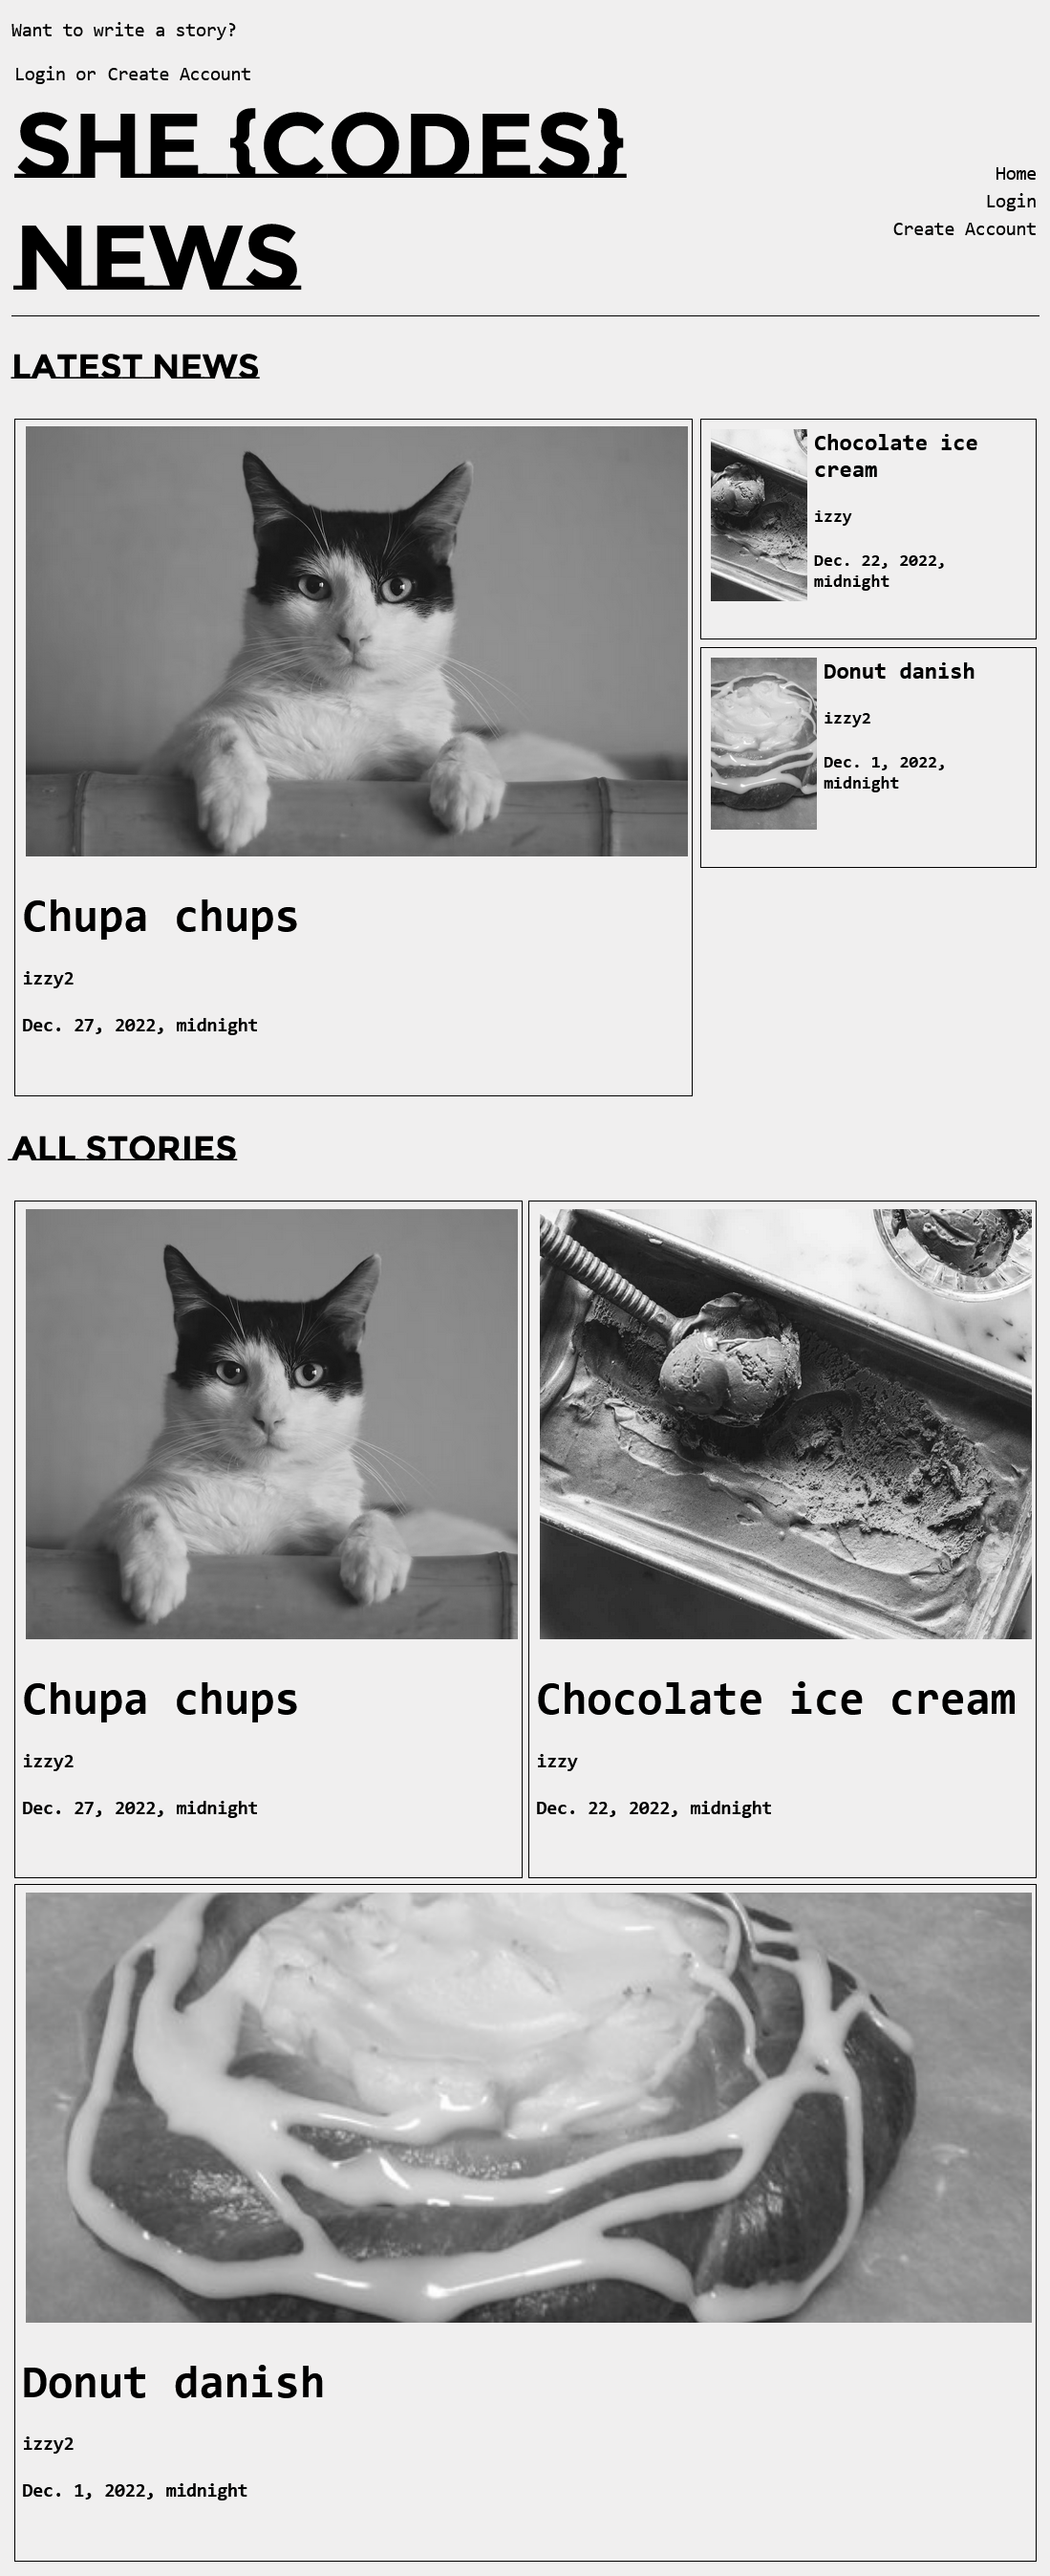 Want to write a story?
Login or Create Account
SHE {CODES}
NEWS
Home
Login
Create Account
LATEST NEWS
Chupa chups
izzy2
Dec. 27, 2022, midnight
Chocolate ice
cream
izzy
Dec. 22, 2022,
midnight
Donut danish
izzy2
Dec. 1, 2022,
midnight
ALL STORIES
Chupa chups
izzy2
Dec. 27, 2022, midnight
Chocolate ice cream
izzy
Dec. 22, 2022, midnight
Donut danish
izzy2
Dec. 1, 2022, midnight